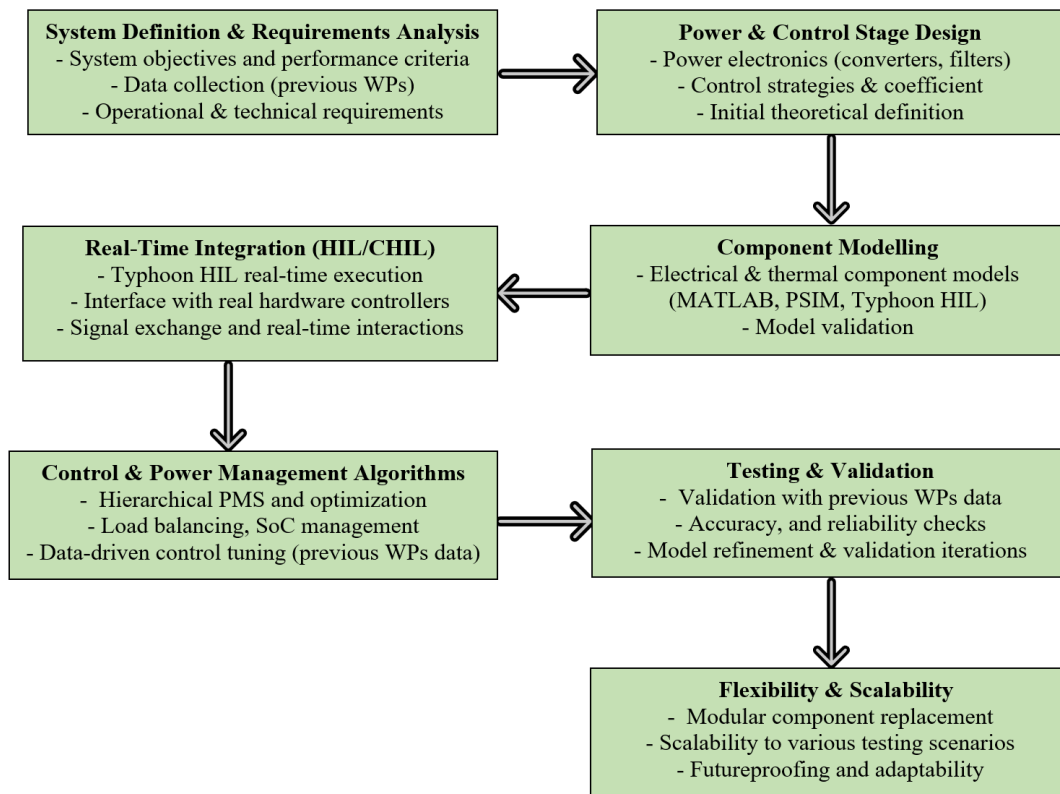 System Definition & Requirements Analysis
- System objectives and performance criteria
- Data collection (previous WPs)
- Operational & technical requirements
Power & Control Stage Design
- Power electronics (converters, filters)
- Control strategies & coefficient
- Initial theoretical definition
Component Modelling
- Electrical & thermal component models
(MATLAB, PSIM, Typhoon HIL)
- Model validation
Real-Time Integration (HIL/CHIL)
- Typhoon HIL real-time execution
- Interface with real hardware controllers
- Signal exchange and real-time interactions
Control & Power Management Algorithms
- Hierarchical PMS and optimization
- Load balancing, SoC management
- Data-driven control tuning (previous WPs data)
Testing & Validation
- Validation with previous WPs data
- Accuracy, and reliability checks
- Model refinement & validation iterations
Flexibility & Scalability
- Modular component replacement
- Scalability to various testing scenarios
- Futureproofing and adaptability